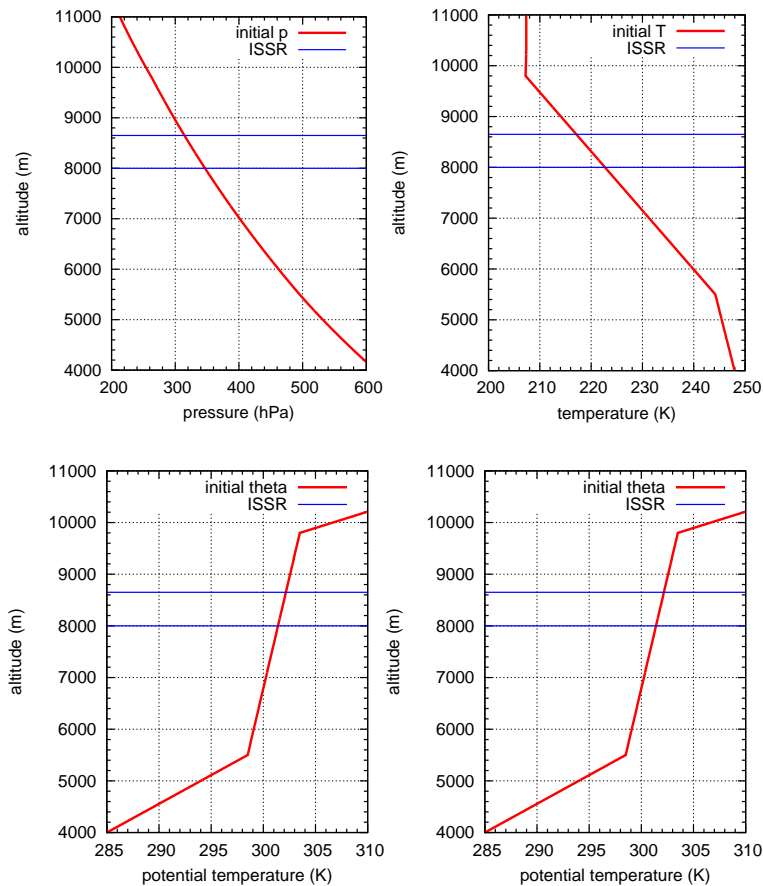 11000
10000
9000
8000
7000
6000
5000
4000
200 300 400 500 600
altitude (m)
pressure (hPa)
initial p
ISSR
11000
10000
9000
8000
7000
6000
5000
4000
200 210 220 230 240 250
altitude (m)
temperature (K)
initial T
ISSR
11000
10000
9000
8000
7000
6000
5000
4000
285 290 295 300 305 310
altitude (m)
potential temperature (K)
initial theta
ISSR
11000
10000
9000
8000
7000
6000
5000
4000
285 290 295 300 305 310
altitude (m)
potential temperature (K)
initial theta
ISSR